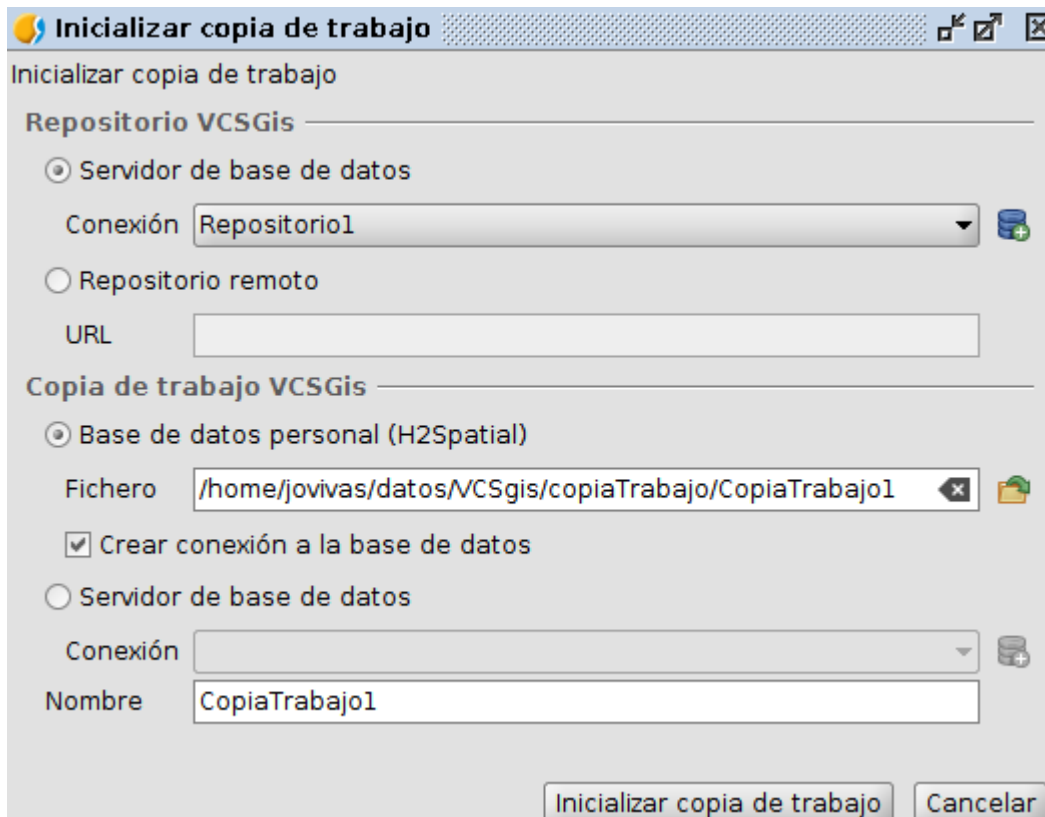 Inicializar copia de trabajo
Inicializar copia de trabajo
Repositorio VCSGis
Servidor de base de datos
Conexión Repositorio1
Repositorio remoto
URL
Copia de trabajo VCSGis
Base de datos personal (H2Spatial)
Fichero /home/jovivas/datos/VCSgis/copiaTrabajo/CopiaTrabajo1
Crear conexión a la base de datos
Servidor de base de datos
Conexión
Nombre CopiaTrabajo1
Inicializar copia de trabajo Cancelar